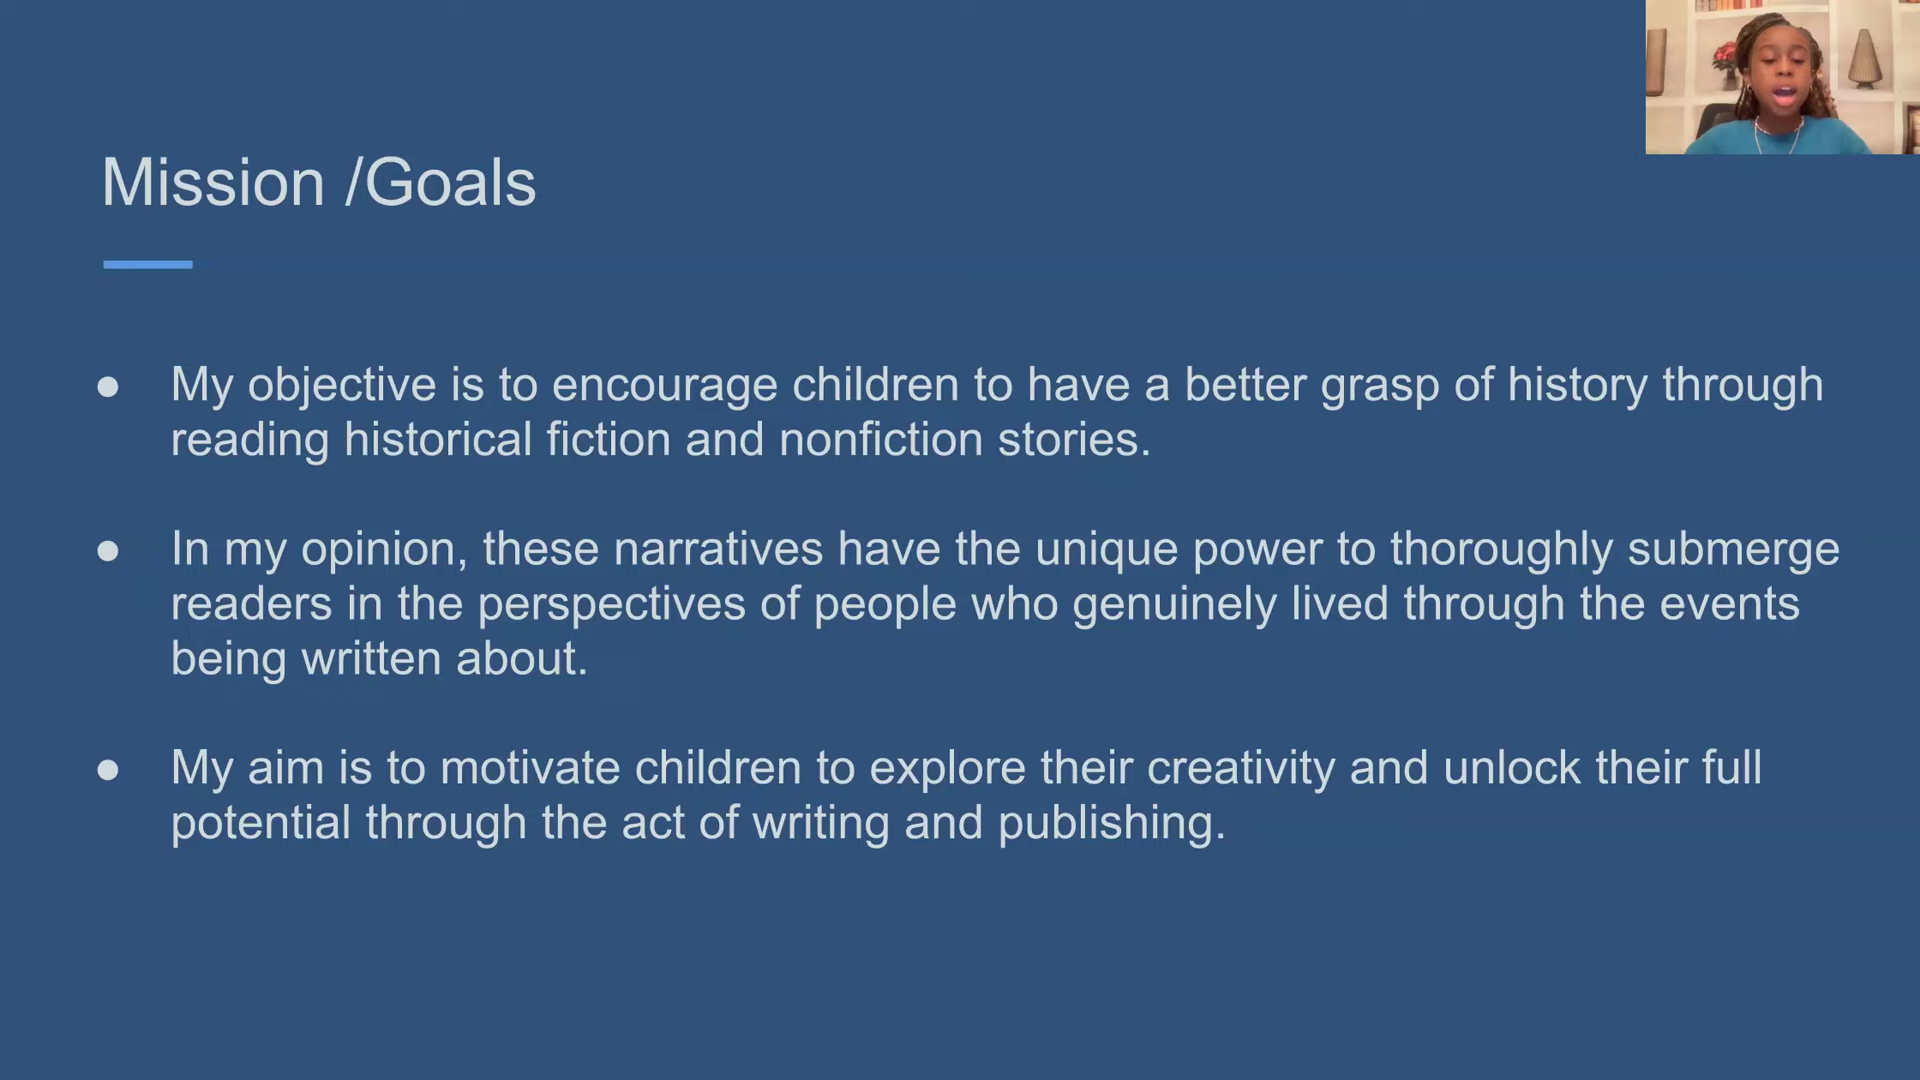 Mission /Goals
● My objective is to encourage children to have a better grasp of history through
reading historical fiction and nonfiction stories.
● In my opinion, these narratives have the unique power to thoroughly submerge
readers in the perspectives of people who genuinely lived through the events
being written about.
● My aim is to motivate children to explore their creativity and unlock their full
potential through the act of writing and publishing.